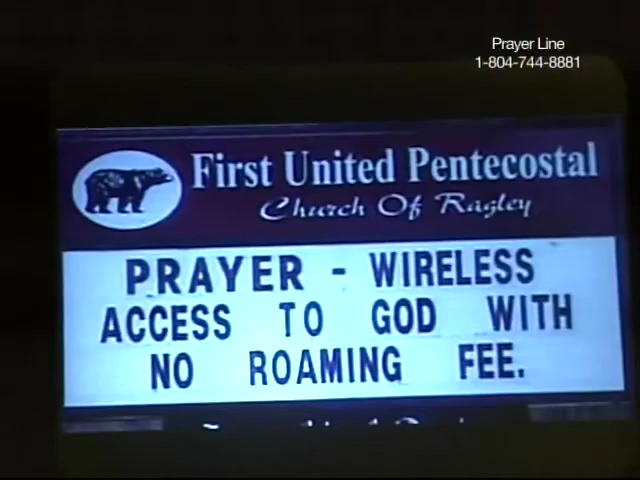 Prayer Line
1-804-744-8881
First United Pentecostal
Church Of Ragley
PRAYER - WIRELESS
ACCESS TO GOD WITH
NO ROAMING FEE.